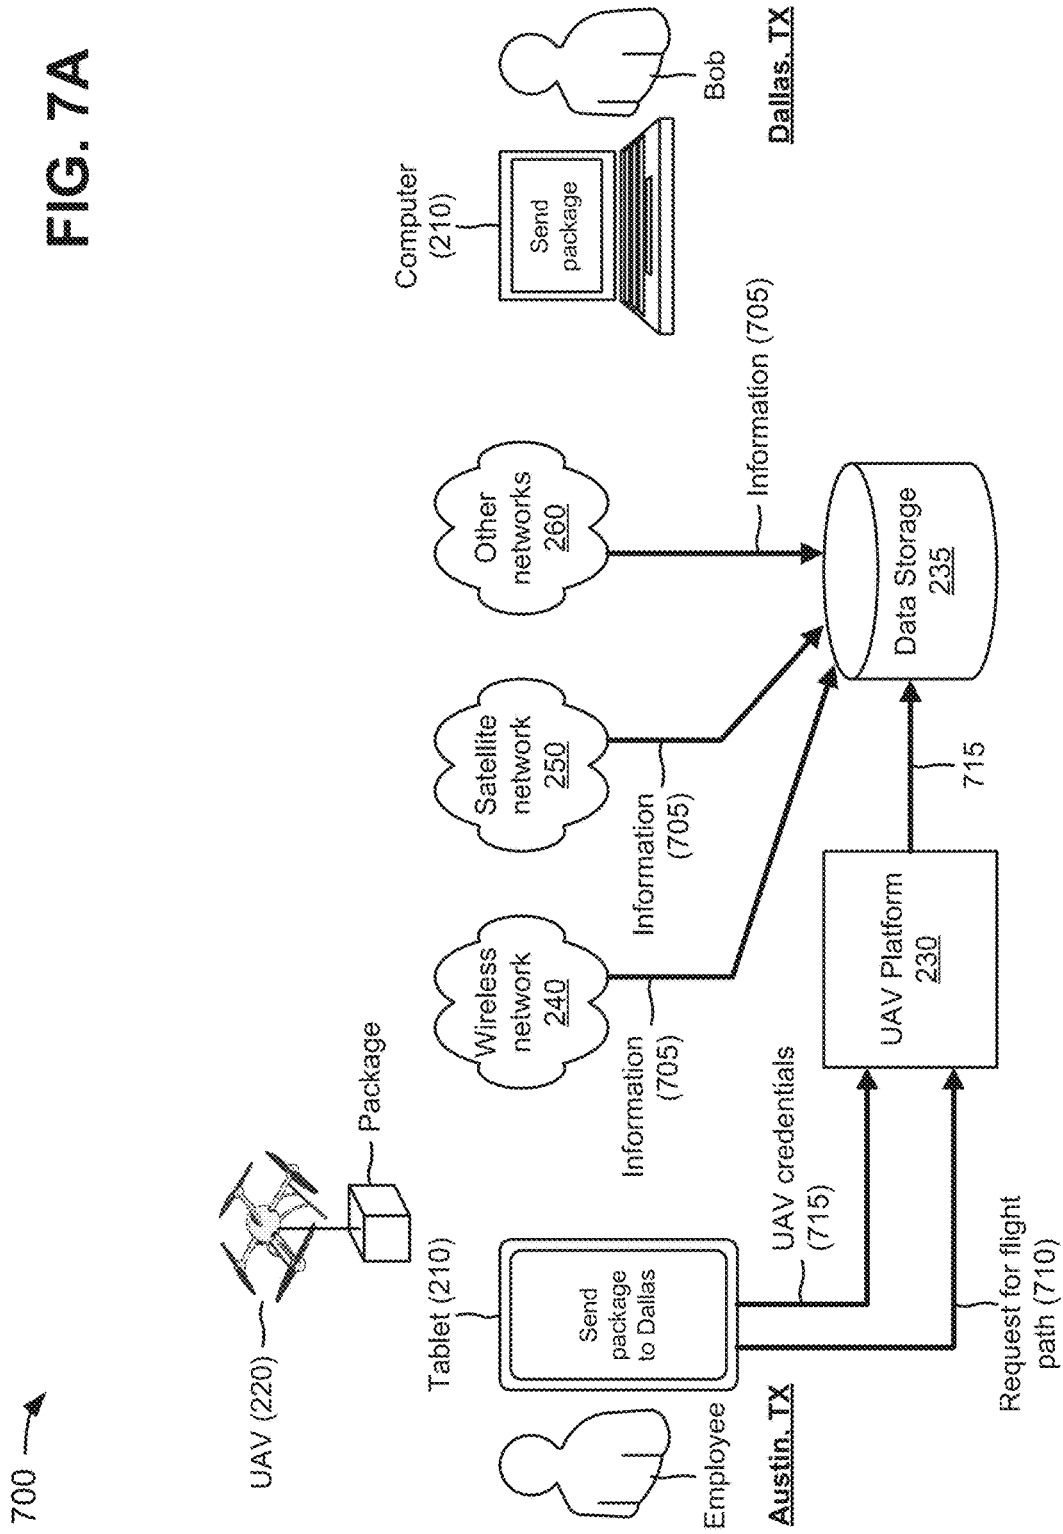 700
FIG. 7A
UAV (220)
Package
Tablet (210)
Send
package
to Dallas
Employee
Austin, TX
Wireless
network
240
Satellite
network
250
Other
networks
260
Computer
(210)
Send
package
Bob
Dallas, TX
Information
(705)
Information
(705)
Information (705)
UAV credentials
(715)
Request for flight
path (710)
UAV Platform
230
715
Data Storage
235